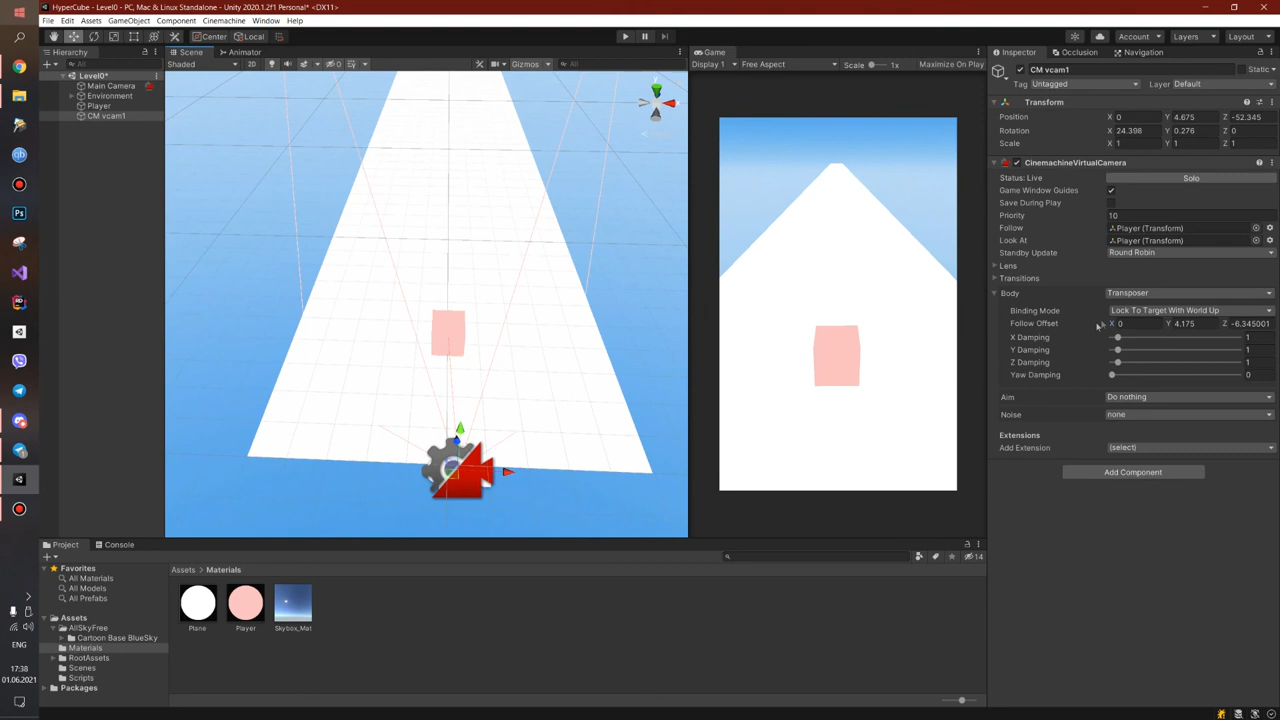 HyperCube - Level0 - PC, Mac & Linux Standalone - Unity 2020.1.2f1 Personal* <DX11>
File Edit Assets GameObject Component Cinemachine Window Help
Center Local Account Layers Layout
Hierarchy Scene Animator Game Inspector Occlusion Navigation
All Shaded 2D 0 Gizmos All Display 1 Free Aspect Scale 1x Maximize On Play
CM vcam1 Static
Level0*
Main Camera
Environment
Player
CM vcam1
Tag Untagged Layer Default
Transform
Position X 0 Y 4.675 Z -52.345
Rotation X 24.398 Y 0.276 Z 0
Scale X 1 Y 1 Z 1
CinemachineVirtualCamera
Status: Live Solo
Game Window Guides
Save During Play
Priority 10
Follow Player (Transform)
Look At Player (Transform)
Standby Update Round Robin
Lens
Transitions
Body Transposer
Binding Mode Lock To Target With World Up
Follow Offset X 0 Y 4.175 Z -6.345001
X Damping 1
Y Damping 1
Z Damping 1
Yaw Damping 0
Aim Do nothing
Noise none
Extensions
Add Extension (select)
Add Component
Project Console
14
Favorites
All Materials
All Models
All Prefabs
Assets
AllSkyFree
Cartoon Base BlueSky
Materials
RootAssets
Scenes
Scripts
Packages
Assets Materials
Plane Player Skybox_Mat
ENG
17:38
01.06.2021